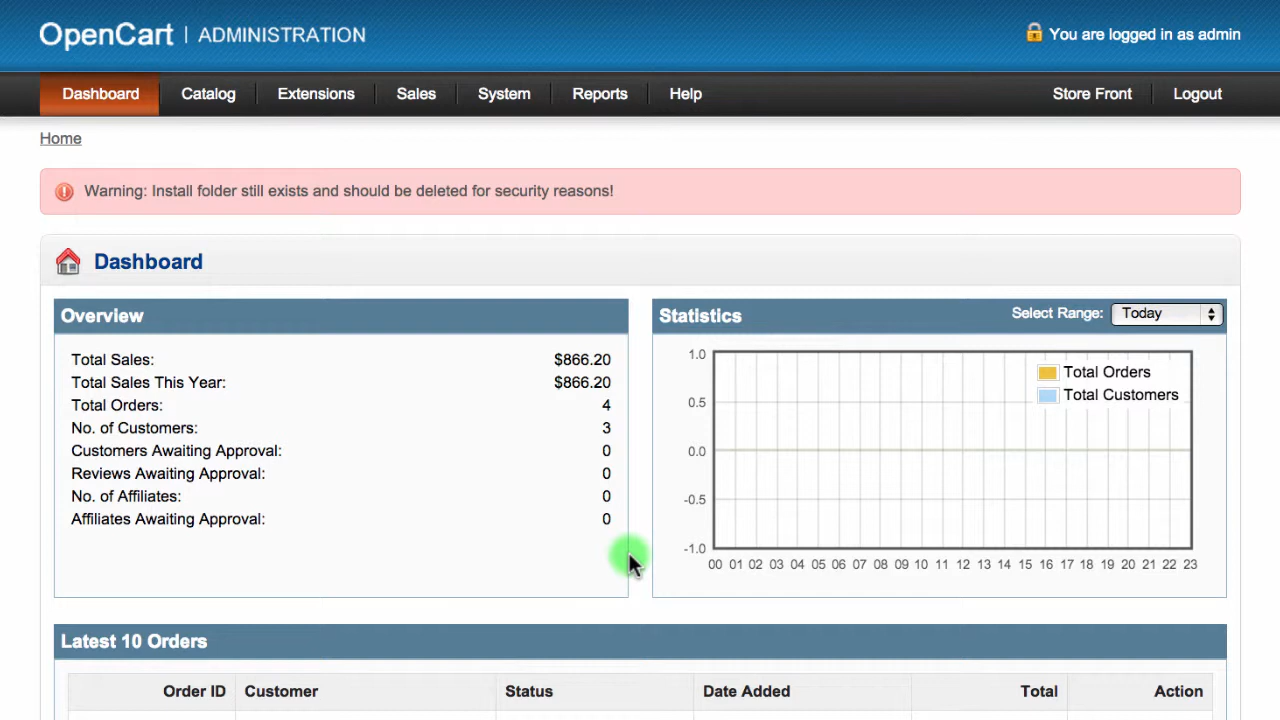 OpenCart | ADMINISTRATION
You are logged in as admin
Dashboard Catalog Extensions Sales System Reports Help Store Front Logout
Home
Warning: Install folder still exists and should be deleted for security reasons!
Dashboard
Overview
Total Sales: $866.20
Total Sales This Year: $866.20
Total Orders: 4
No. of Customers: 3
Customers Awaiting Approval: 0
Reviews Awaiting Approval: 0
No. of Affiliates: 0
Affiliates Awaiting Approval: 0
Statistics Select Range: Today
Total Orders
Total Customers
1.0
0.5
0.0
-0.5
-1.0
00 01 02 03 04 05 06 07 08 09 10 11 12 13 14 15 16 17 18 19 20 21 22 23
Latest 10 Orders
Order ID Customer Status Date Added Total Action